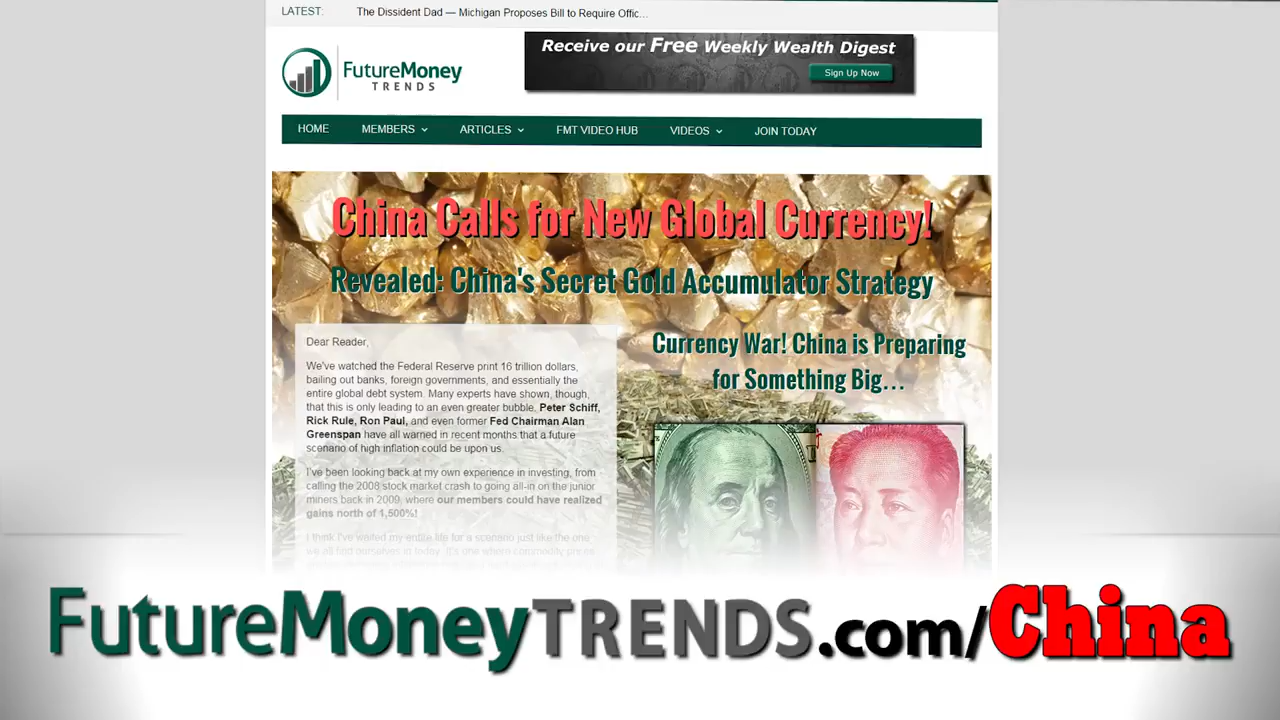 LATEST: The Dissident Dad — Michigan Proposes Bill to Require Offic...
Receive our Free Weekly Wealth Digest
Sign Up Now
FutureMoney
TRENDS
HOME MEMBERS ARTICLES FMT VIDEO HUB VIDEOS JOIN TODAY
China Calls for New Global Currency!
Revealed: China's Secret Gold Accumulator Strategy
Dear Reader,
We've watched the Federal Reserve print 16 trillion dollars,
bailing out banks, foreign governments, and essentially the
entire global debt system. Many experts have shown, though,
that this is only leading to an even greater bubble. Peter Schiff,
Rick Rule, Ron Paul, and even former Fed Chairman Alan
Greenspan have all warned in recent months that a future
scenario of high inflation could be upon us.
I've been looking back at my own experience in investing, from
calling the 2008 stock market crash to going all-in on the junior
miners back in 2009, where our members could have realized
gains north of 1,500%!
I think I've waited my entire life for a scenario just like the one
we all find ourselves in today. It's one where commodity prices
Currency War! China is Preparing
for Something Big...
FutureMoneyTRENDS.com/China